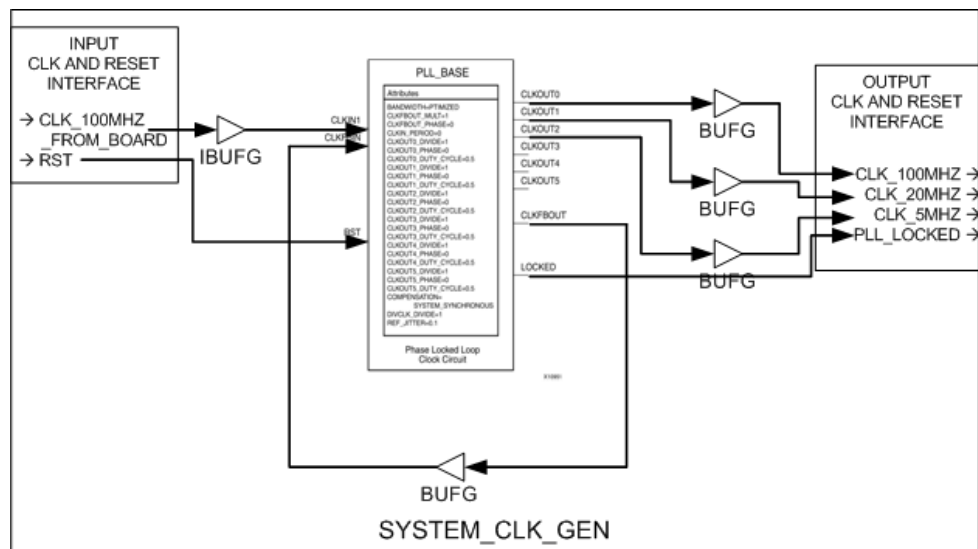 INPUT
CLK AND RESET
INTERFACE
→ CLK_100MHZ
_FROM_BOARD
→ RST
IBUFG
CLKIN1
RST
PLL_BASE
Attributes
BANDWIDTH=PTIMIZED
CLKFBOUT_MULT=1
CLKFBOUT_PHASE=0
CLKIN_PERIOD=0
CLKOUT0_DIVIDE=1
CLKOUT0_PHASE=0
CLKOUT0_DUTY_CYCLE=0.5
CLKOUT1_DIVIDE=1
CLKOUT1_PHASE=0
CLKOUT1_DUTY_CYCLE=0.5
CLKOUT2_DIVIDE=1
CLKOUT2_PHASE=0
CLKOUT2_DUTY_CYCLE=0.5
CLKOUT3_DIVIDE=1
CLKOUT3_PHASE=0
CLKOUT3_DUTY_CYCLE=0.5
CLKOUT4_DIVIDE=1
CLKOUT4_PHASE=0
CLKOUT4_DUTY_CYCLE=0.5
CLKOUT5_DIVIDE=1
CLKOUT5_PHASE=0
CLKOUT5_DUTY_CYCLE=0.5
COMPENSATION=
SYSTEM_SYNCHRONOUS
DIVCLK_DIVIDE=1
REF_JITTER=0.1
Phase Locked Loop
Clock Circuit
CLKOUT0
CLKOUT1
CLKOUT2
CLKOUT3
CLKOUT4
CLKOUT5
CLKFBOUT
LOCKED
BUFG
BUFG
BUFG
OUTPUT
CLK AND RESET
INTERFACE
CLK_100MHZ →
CLK_20MHZ →
CLK_5MHZ →
PLL_LOCKED →
BUFG
SYSTEM_CLK_GEN